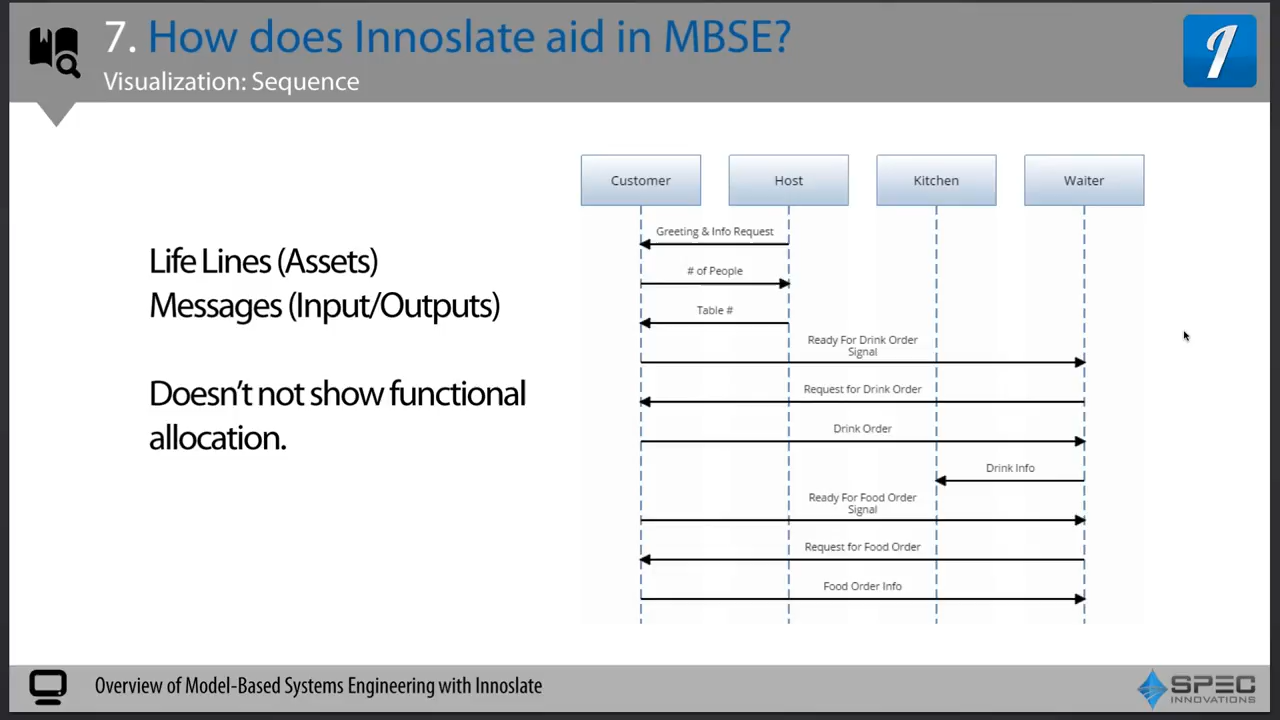 7. How does Innoslate aid in MBSE?
Visualization: Sequence
Life Lines (Assets)
Messages (Input/Outputs)
Doesn't not show functional
allocation.
Customer
Host
Kitchen
Waiter
Greeting & Info Request
# of People
Table #
Ready For Drink Order
Signal
Request for Drink Order
Drink Order
Drink Info
Ready For Food Order
Signal
Request for Food Order
Food Order Info
Overview of Model-Based Systems Engineering with Innoslate
SPEC
INNOVATIONS